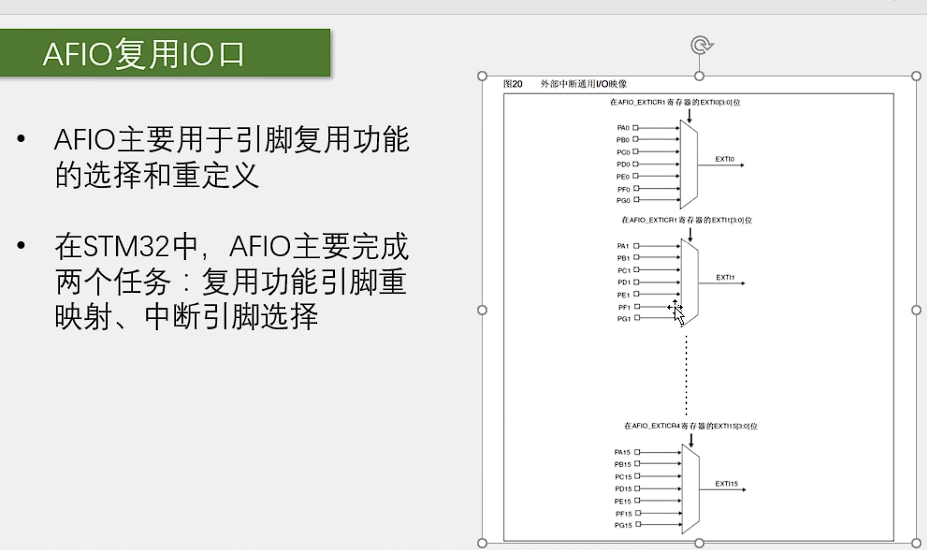 AFIO复用IO口
• AFIO主要用于引脚复用功能
的选择和重定义
• 在STM32中，AFIO主要完成
两个任务：复用功能引脚重
映射、中断引脚选择
图20 外部中断通用I/O映像
在AFIO_EXTICR1寄存器的EXTI0[3:0]位
PA0
PB0
PC0
PD0
PE0
PF0
PG0
EXTI0
在AFIO_EXTICR1寄存器的EXTI1[3:0]位
PA1
PB1
PC1
PD1
PE1
PF1
PG1
EXTI1
在AFIO_EXTICR4寄存器的EXTI15[3:0]位
PA15
PB15
PC15
PD15
PE15
PF15
PG15
EXTI15